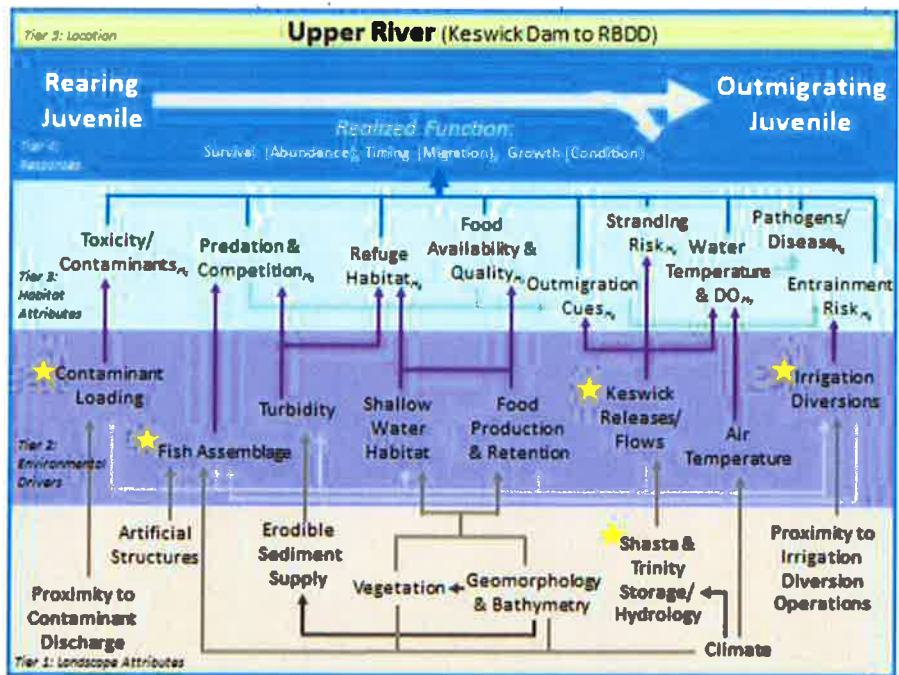 Tier 5: Location
Upper River (Keswick Dam to RBDD)
Rearing
Juvenile
Outmigrating
Juvenile
Realized Function:
Survival (Abundance), Timing (Migration), Growth (Condition)
Tier 4:
Responses
Toxicity/
Contaminants
Predation &
Competition
Refuge
Habitat
Food
Availability &
Quality
Outmigration
Cues
Stranding
Risk
Water
Temperature
& DO
Pathogens/
Disease
Entrainment
Risk
Tier 3:
Habitat
Attributes
Contaminant
Loading
Fish Assemblage
Turbidity
Shallow
Water
Habitat
Food
Production
& Retention
Keswick
Releases/
Flows
Air
Temperature
Irrigation
Diversions
Tier 2:
Environmental
Drivers
Proximity to
Contaminant
Discharge
Artificial
Structures
Erodible
Sediment
Supply
Vegetation
Geomorphology
& Bathymetry
Shasta &
Trinity
Storage/
Hydrology
Climate
Proximity to
Irrigation
Diversion
Operations
Tier 1: Landscape Attributes